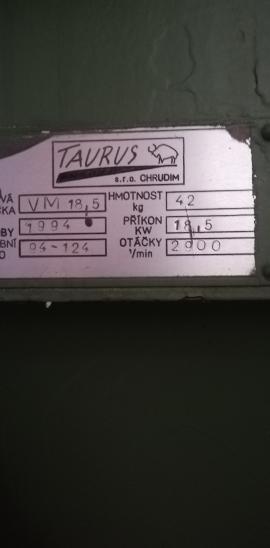 TAURUS
s.r.o. CHRUDIM
VÁ
ČKA VM 18,5 HMOTNOST kg 42
BY 1994 PŘÍKON KW 18,5
BNÍ
O 94-124 OTÁČKY 1/min 2900